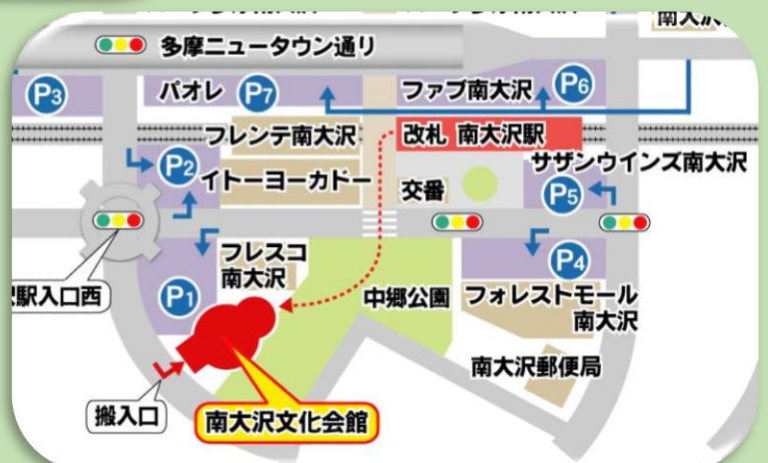 南大沢
多摩ニュータウン通り
P3
パオレ P7
ファブ南大沢 P6
フレンテ南大沢
改札 南大沢駅
P2
イトーヨーカドー
交番
サザンウインズ南大沢
P5
P1
フレスコ
南大沢
駅入口西
中郷公園
P4
フォレストモール
南大沢
南大沢郵便局
搬入口
南大沢文化会館